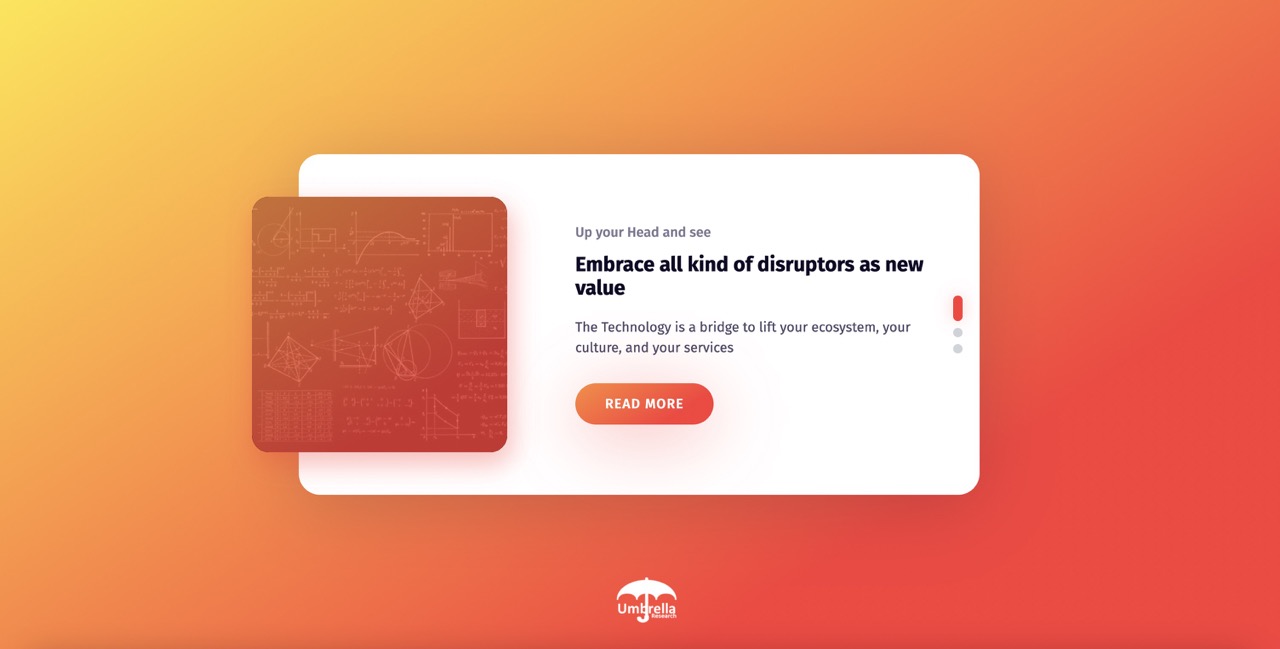 Up your Head and see
Embrace all kind of disruptors as new
value
The Technology is a bridge to lift your ecosystem, your
culture, and your services
READ MORE
Umbrella
Research